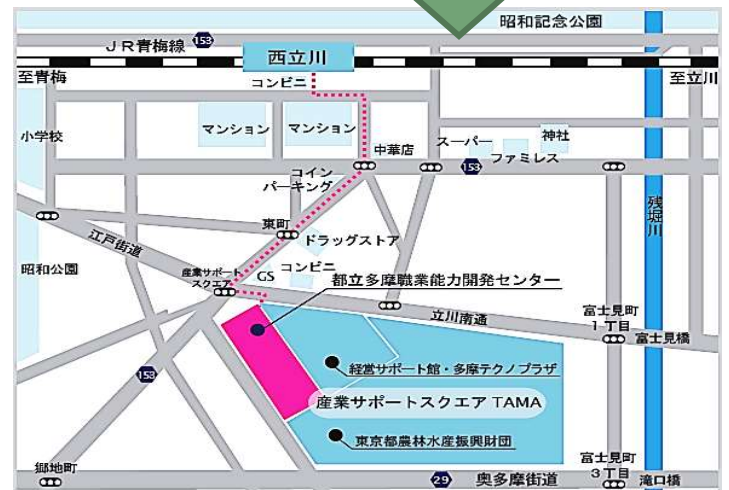 昭和記念公園
JR青梅線
153
西立川
至青梅
コンビニ
至立川
小学校
マンション
マンション
中華店
スーパー
神社
153
ファミレス
コイン
パーキング
残堀川
東町
ドラッグストア
江戸街道
昭和公園
産業サポート
スクエア
GS
コンビニ
都立多摩職業能力開発センター
立川南通
富士見町
1丁目
富士見橋
153
経営サポート館・多摩テクノプラザ
産業サポートスクエア TAMA
東京都農林水産振興財団
郷地町
29
奥多摩街道
富士見町
3丁目
滝口橋